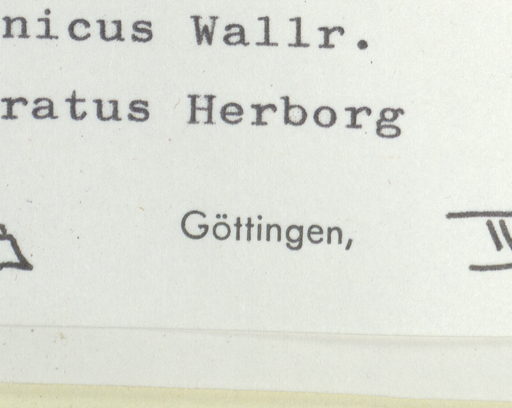 nicus Wallr.
ratus Herborg
Göttingen,